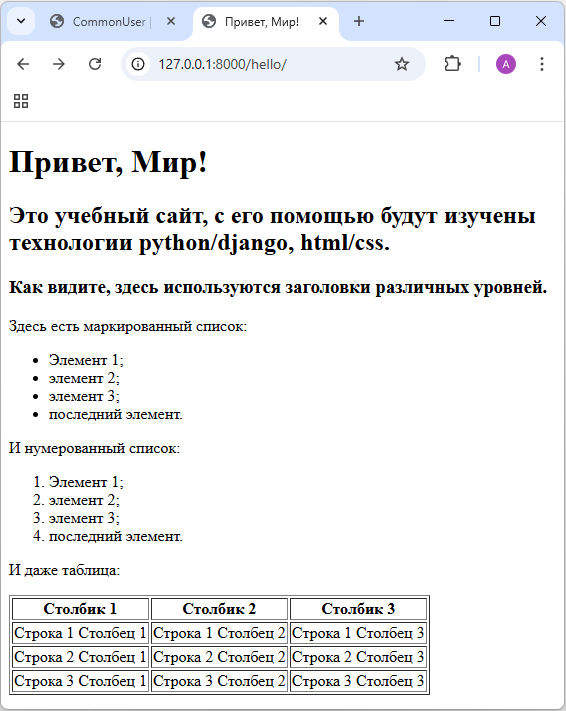 CommonUser |
Привет, Мир!
127.0.0.1:8000/hello/
A
Привет, Мир!
Это учебный сайт, с его помощью будут изучены
технологии python/django, html/css.
Как видите, здесь используются заголовки различных уровней.
Здесь есть маркированный список:
• Элемент 1;
• элемент 2;
• элемент 3;
• последний элемент.
И нумерованный список:
1. Элемент 1;
2. элемент 2;
3. элемент 3;
4. последний элемент.
И даже таблица:
Столбик 1 Столбик 2 Столбик 3
Строка 1 Столбец 1 Строка 1 Столбец 2 Строка 1 Столбец 3
Строка 2 Столбец 1 Строка 2 Столбец 2 Строка 2 Столбец 3
Строка 3 Столбец 1 Строка 3 Столбец 2 Строка 3 Столбец 3